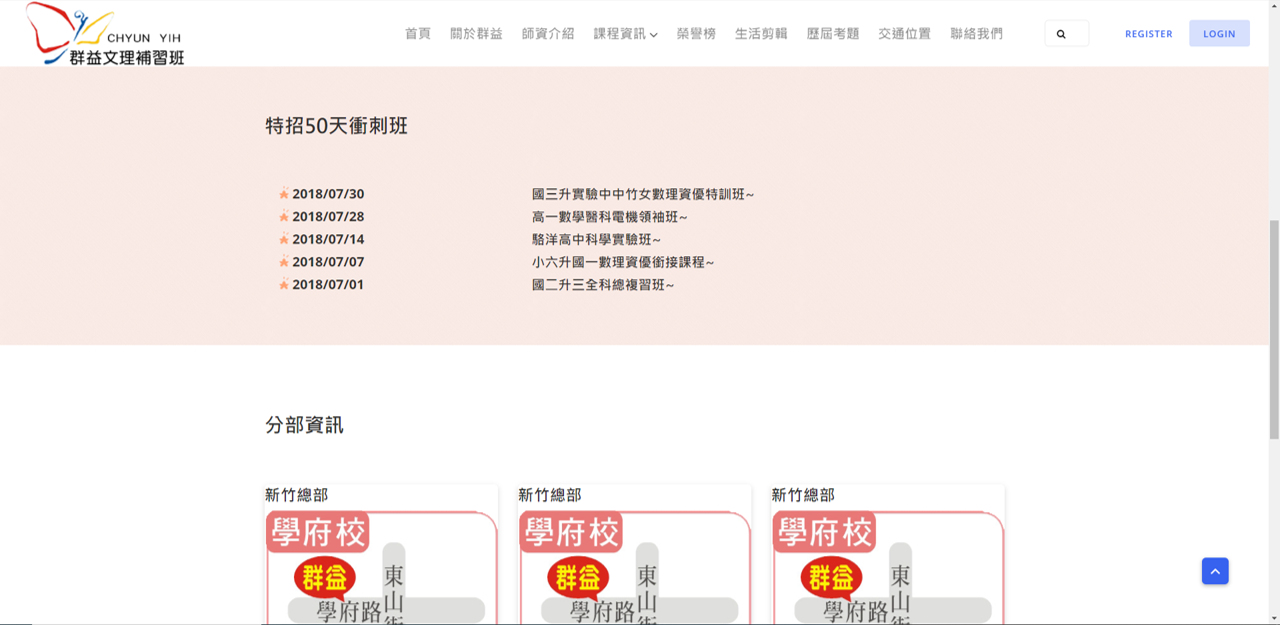 CHYUN YIH
群益文理補習班
首頁 關於群益 師資介紹 課程資訊 榮譽榜 生活剪輯 歷屆考題 交通位置 聯絡我們
REGISTER
LOGIN
特招50天衝刺班
2018/07/30 國三升實驗中中竹女數理資優特訓班~
2018/07/28 高一數學醫科電機領袖班~
2018/07/14 駱洋高中科學實驗班~
2018/07/07 小六升國一數理資優銜接課程~
2018/07/01 國二升三全科總複習班~
分部資訊
新竹總部 新竹總部 新竹總部
學府校 學府校 學府校
群益 群益 群益
東山街 東山街 東山街
學府路 學府路 學府路